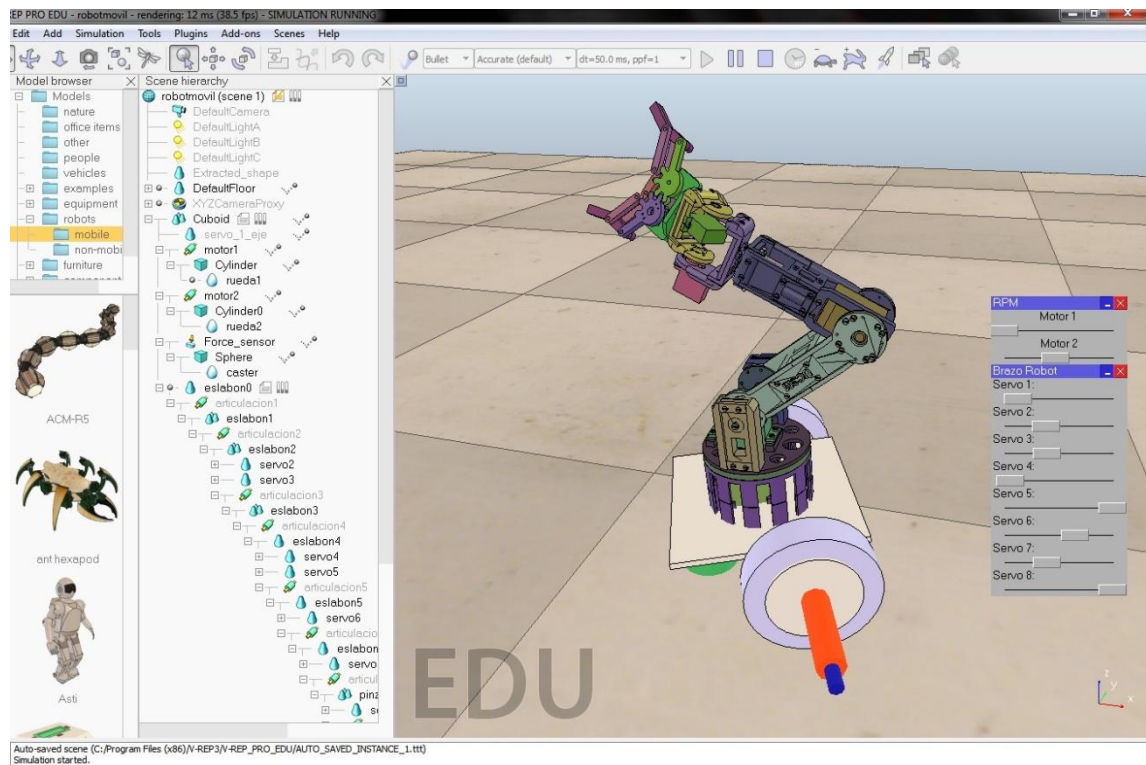 REP PRO EDU - robotmovil - rendering: 12 ms (38.5 fps) - SIMULATION RUNNING
Edit Add Simulation Tools Plugins Add-ons Scenes Help
Bullet Accurate (default) dt=50.0 ms, ppf=1
Model browser
Models
nature
office items
other
people
vehicles
examples
equipment
robots
mobile
non-mobi
furniture
ACM-R5
ant hexapod
Asti
Scene hierarchy
robotmovil (scene 1)
DefaultCamera
DefaultLightA
DefaultLightB
DefaultLightC
Extracted_shape
DefaultFloor
XYZCameraProxy
Cuboid
servo_1_eje
motor1
Cylinder
rueda1
motor2
Cylinder0
rueda2
Force_sensor
Sphere
caster
eslabon0
articulacion1
eslabon1
articulacion2
eslabon2
servo2
servo3
articulacion3
eslabon3
articulacion4
eslabon4
servo4
servo5
articulacion5
eslabon5
servo6
articulacio
eslabon
servo
articul
pinz
RPM
Motor 1
Motor 2
Brazo Robot
Servo 1:
Servo 2:
Servo 3:
Servo 4:
Servo 5:
Servo 6:
Servo 7:
Servo 8:
EDU
z
y
x
Auto-saved scene (C:/Program Files (x86)/V-REP3/V-REP_PRO_EDU/AUTO_SAVED_INSTANCE_1.ttt)
Simulation started.